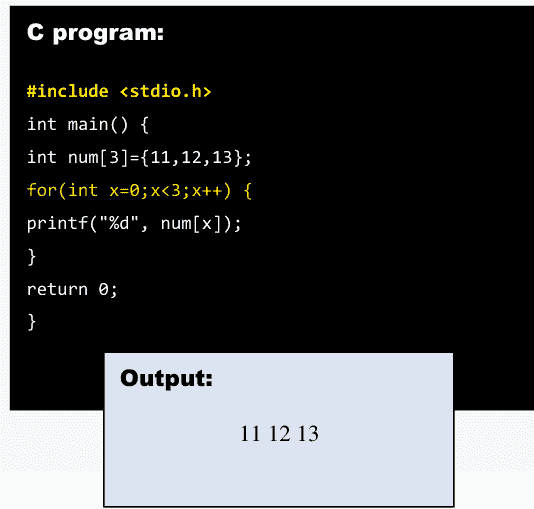 C program:
#include <stdio.h>
int main() {
int num[3]={11,12,13};
for(int x=0;x<3;x++) {
printf("%d", num[x]);
}
return 0;
}
Output:
11 12 13